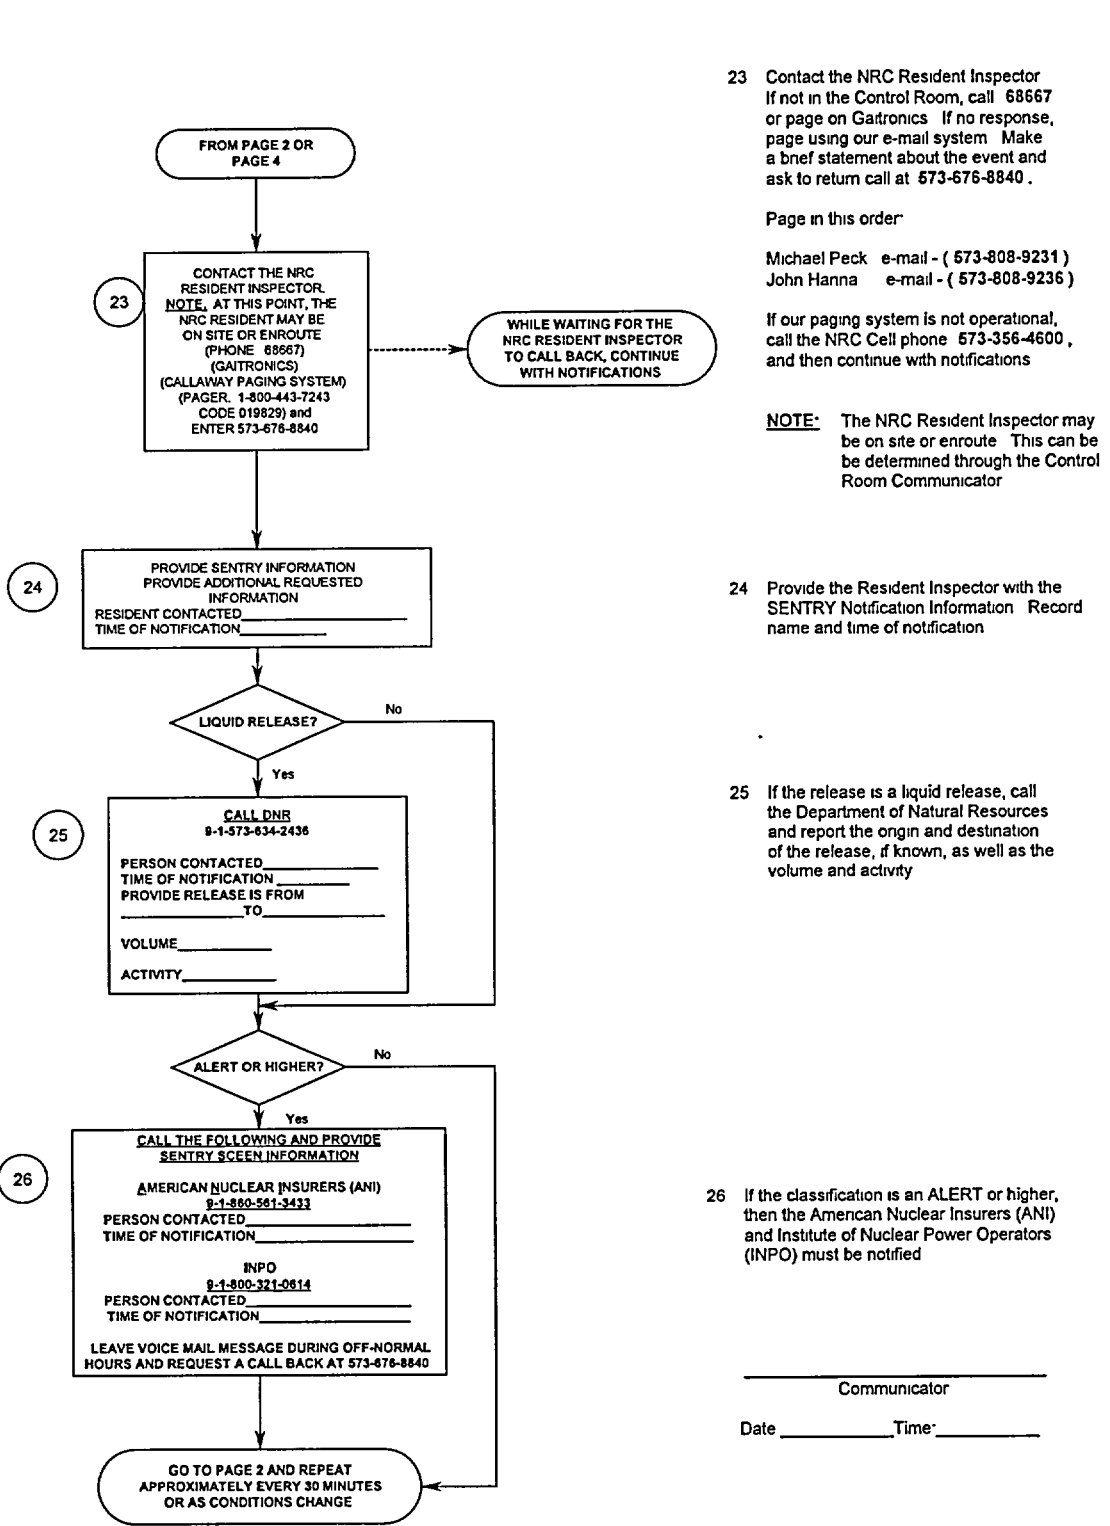 FROM PAGE 2 OR
PAGE 4
23
CONTACT THE NRC
RESIDENT INSPECTOR.
NOTE. AT THIS POINT, THE
NRC RESIDENT MAY BE
ON SITE OR ENROUTE
(PHONE 68667)
(GAITRONICS)
(CALLAWAY PAGING SYSTEM)
(PAGER. 1-800-443-7243
CODE 019829) and
ENTER 573-676-8840
WHILE WAITING FOR THE
NRC RESIDENT INSPECTOR
TO CALL BACK, CONTINUE
WITH NOTIFICATIONS
24
PROVIDE SENTRY INFORMATION
PROVIDE ADDITIONAL REQUESTED
INFORMATION
RESIDENT CONTACTED
TIME OF NOTIFICATION
LIQUID RELEASE?
No
Yes
25
CALL DNR
9-1-573-634-2436
PERSON CONTACTED
TIME OF NOTIFICATION
PROVIDE RELEASE IS FROM
TO
VOLUME
ACTIVITY
ALERT OR HIGHER?
No
Yes
26
CALL THE FOLLOWING AND PROVIDE
SENTRY SCEEN INFORMATION
AMERICAN NUCLEAR INSURERS (ANI)
9-1-860-561-3433
PERSON CONTACTED
TIME OF NOTIFICATION
INPO
9-1-800-321-0614
PERSON CONTACTED
TIME OF NOTIFICATION
LEAVE VOICE MAIL MESSAGE DURING OFF-NORMAL
HOURS AND REQUEST A CALL BACK AT 573-676-8840
GO TO PAGE 2 AND REPEAT
APPROXIMATELY EVERY 30 MINUTES
OR AS CONDITIONS CHANGE
23 Contact the NRC Resident Inspector
If not in the Control Room, call 68667
or page on Gaitronics If no response,
page using our e-mail system Make
a brief statement about the event and
ask to return call at 573-676-8840 .
Page in this order
Michael Peck e-mail - ( 573-808-9231 )
John Hanna e-mail - ( 573-808-9236 )
If our paging system is not operational,
call the NRC Cell phone 573-356-4600 ,
and then continue with notifications
NOTE: The NRC Resident Inspector may
be on site or enroute This can be
be determined through the Control
Room Communicator
24 Provide the Resident Inspector with the
SENTRY Notification Information Record
name and time of notification
25 If the release is a liquid release, call
the Department of Natural Resources
and report the origin and destination
of the release, if known, as well as the
volume and activity
26 If the classification is an ALERT or higher,
then the American Nuclear Insurers (ANI)
and Institute of Nuclear Power Operators
(INPO) must be notified
Communicator
Date Time: